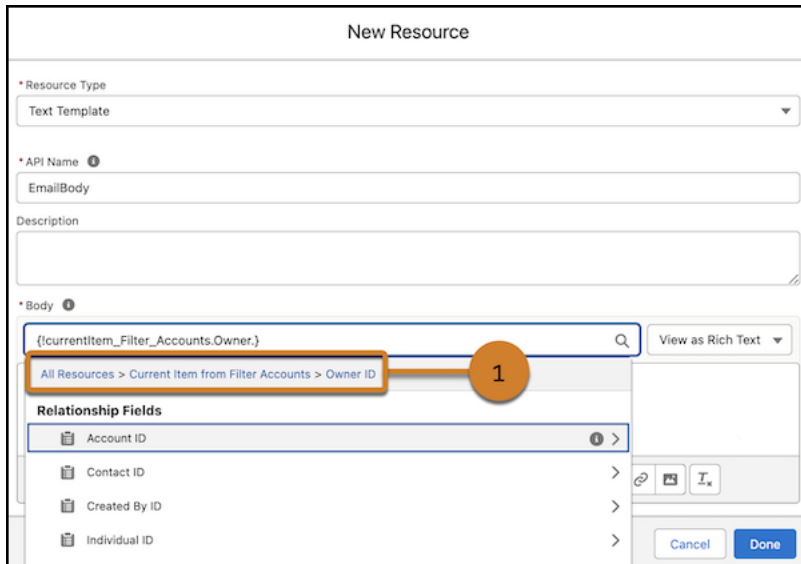 New Resource
* Resource Type
Text Template
* API Name
EmailBody
Description
* Body
{!currentItem_Filter_Accounts.Owner.}
View as Rich Text
All Resources > Current Item from Filter Accounts > Owner ID
1
Relationship Fields
Account ID
Contact ID
Created By ID
Individual ID
Cancel
Done